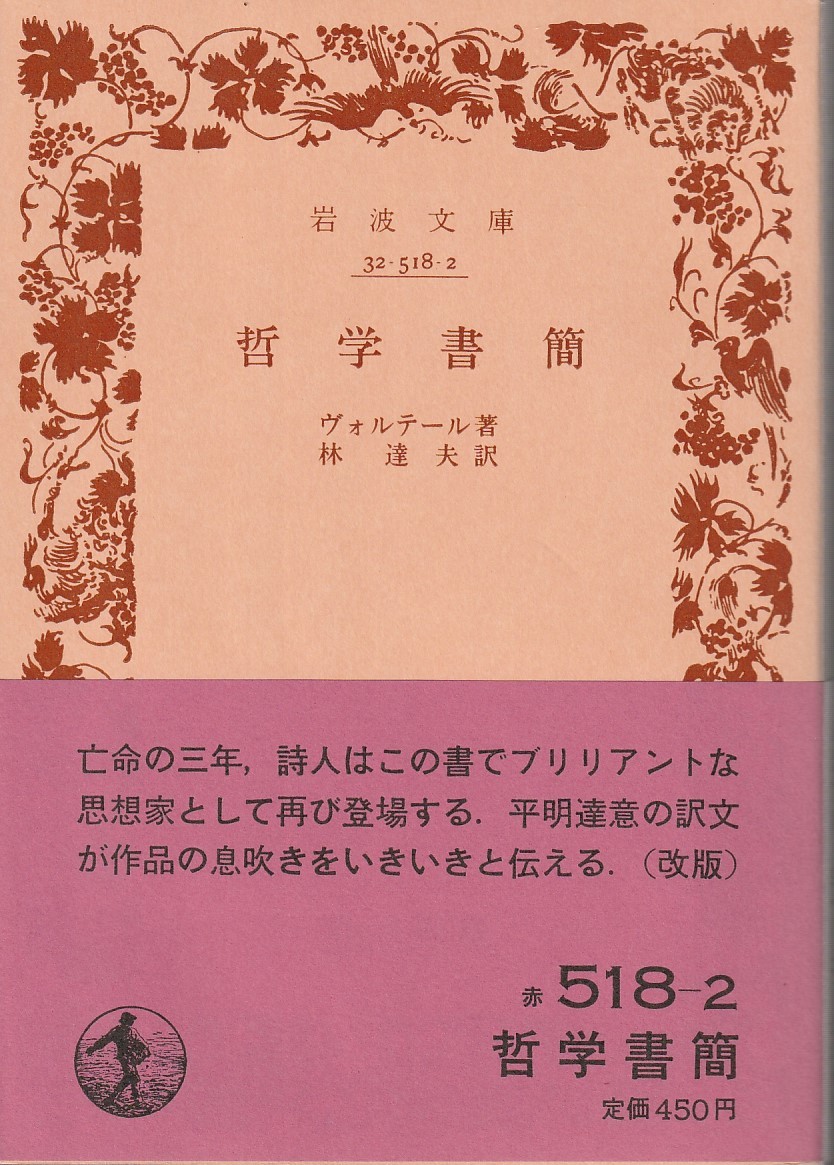 岩波文庫
32-518-2
哲学書簡
ヴォルテール著
林達夫訳
亡命の三年，詩人はこの書でブリリアントな
思想家として再び登場する．平明達意の訳文
が作品の息吹きをいきいきと伝える．（改版）
赤 518-2
哲学書簡
定価450円